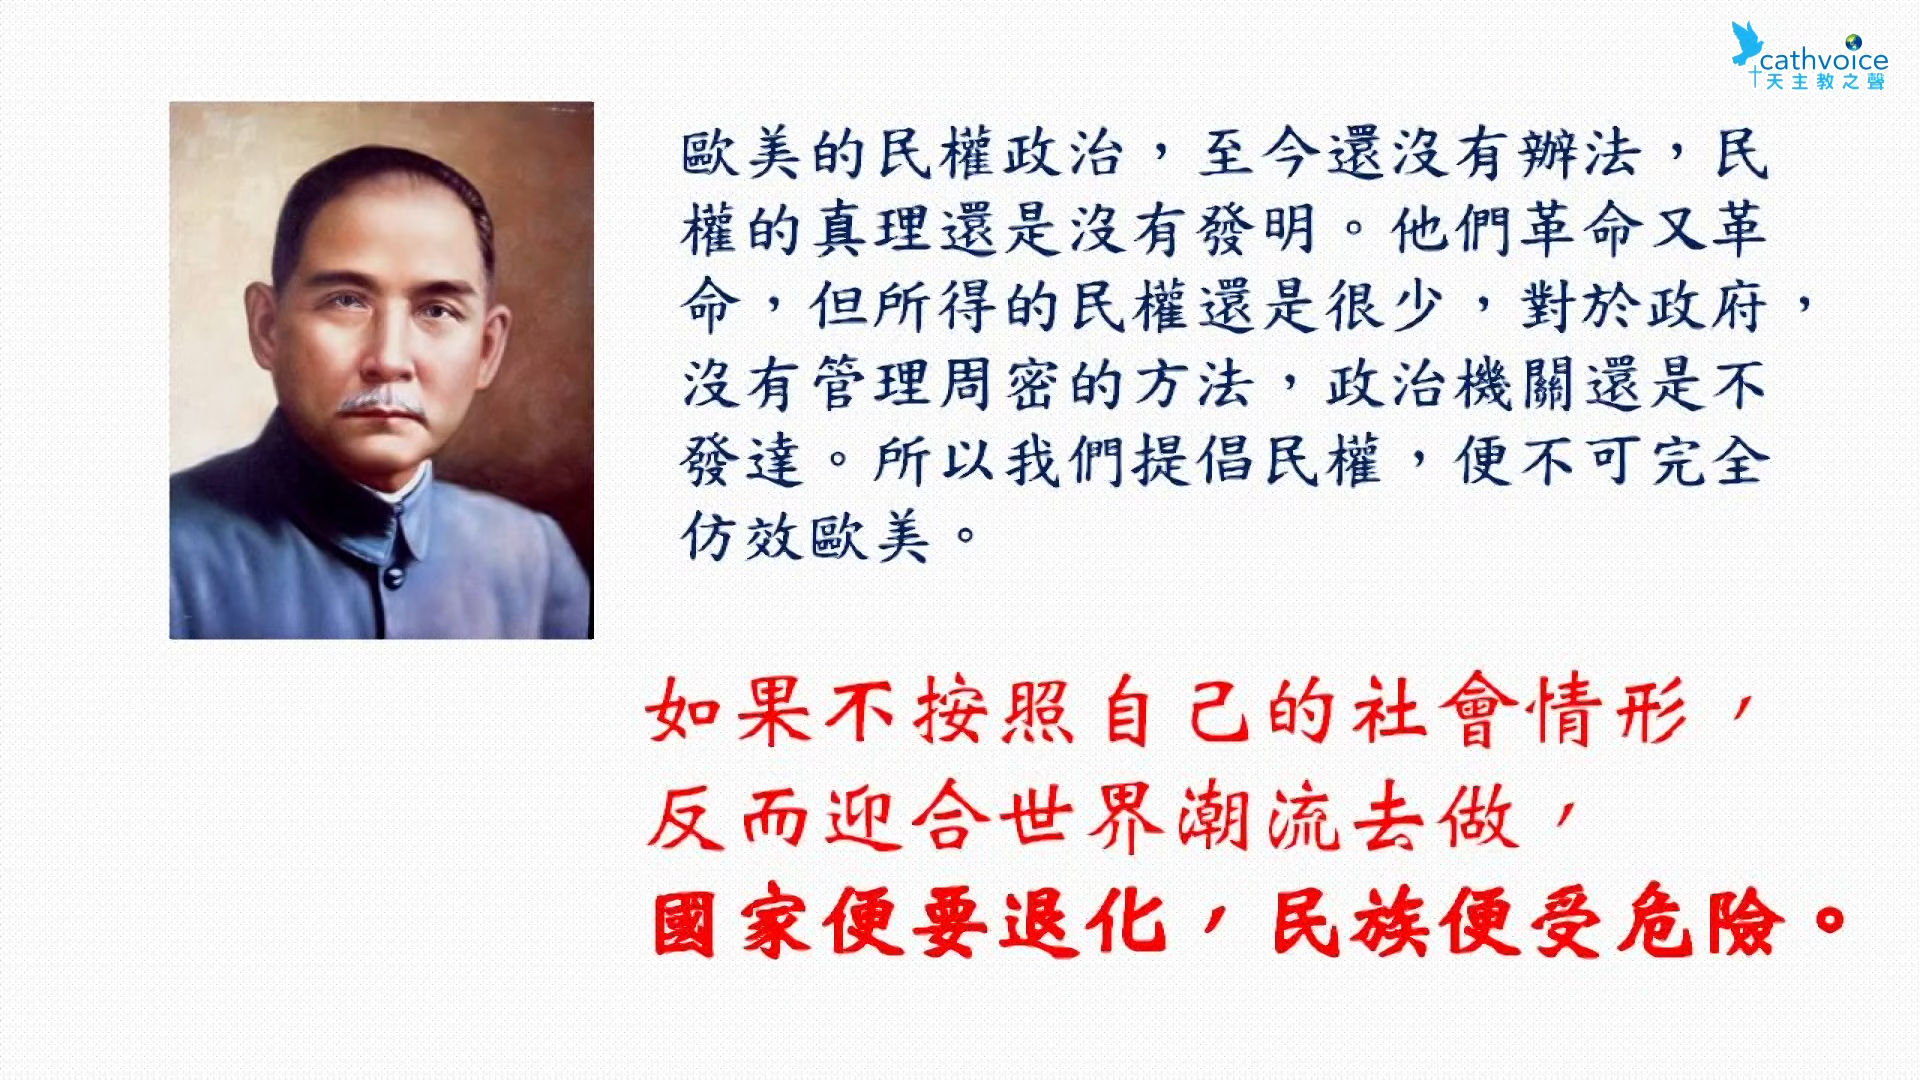 cathvoice
天主教之聲
歐美的民權政治，至今還沒有辦法，民
權的真理還是沒有發明。他們革命又革
命，但所得的民權還是很少，對於政府，
沒有管理周密的方法，政治機關還是不
發達。所以我們提倡民權，便不可完全
仿效歐美。
如果不按照自己的社會情形，
反而迎合世界潮流去做，
國家便要退化，民族便受危險。